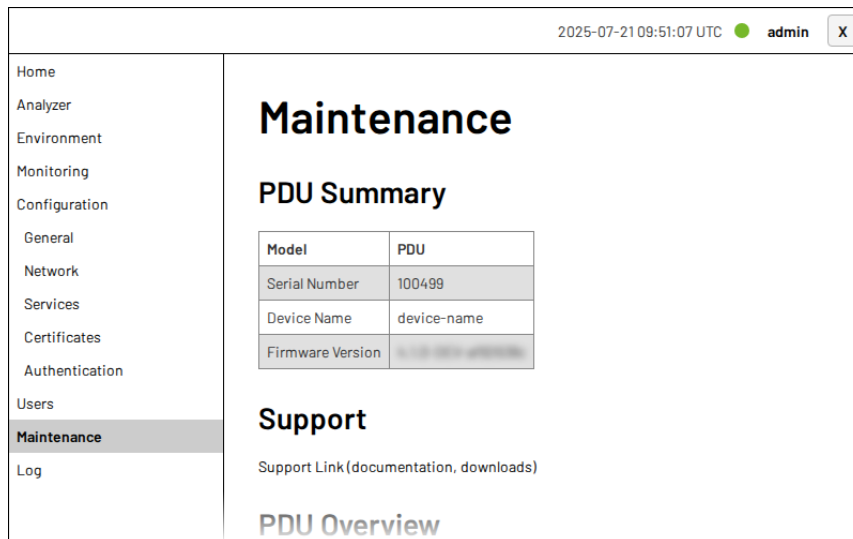 2025-07-21 09:51:07 UTC admin X
Home
Analyzer
Environment
Monitoring
Configuration
General
Network
Services
Certificates
Authentication
Users
Maintenance
Log
Maintenance
PDU Summary
Model PDU
Serial Number 100499
Device Name device-name
Firmware Version
Support
Support Link (documentation, downloads)
PDU Overview